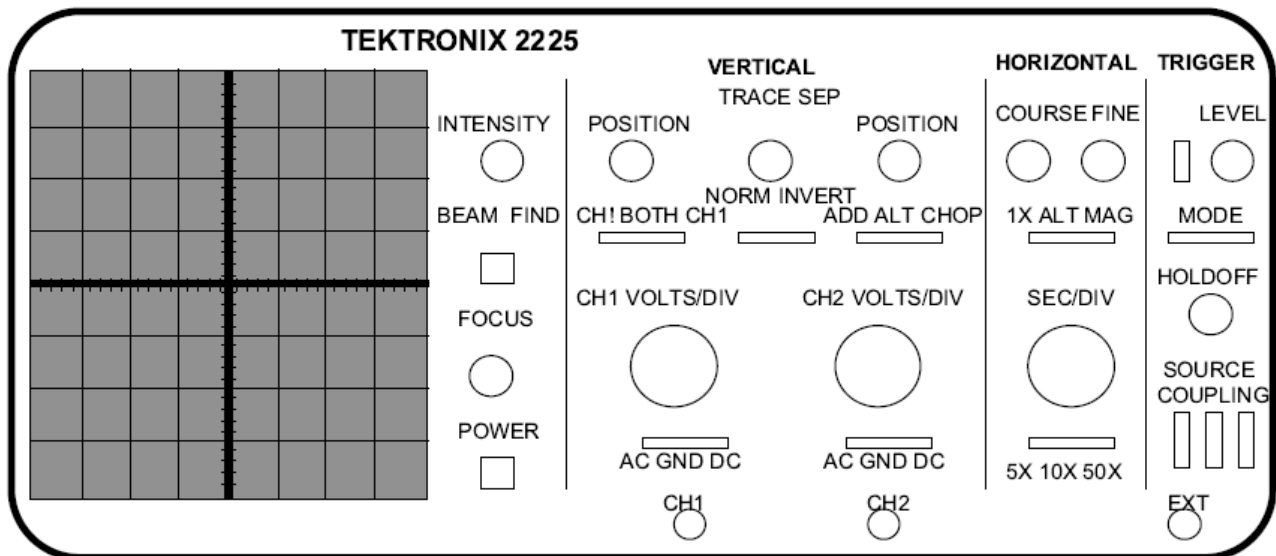 TEKTRONIX 2225
VERTICAL
HORIZONTAL
TRIGGER
TRACE SEP
INTENSITY
POSITION
POSITION
COURSE FINE
LEVEL
NORM INVERT
BEAM FIND
CH! BOTH CH1
ADD ALT CHOP
1X ALT MAG
MODE
HOLDOFF
CH1 VOLTS/DIV
CH2 VOLTS/DIV
SEC/DIV
FOCUS
SOURCE
COUPLING
POWER
AC GND DC
AC GND DC
5X 10X 50X
CH1
CH2
EXT